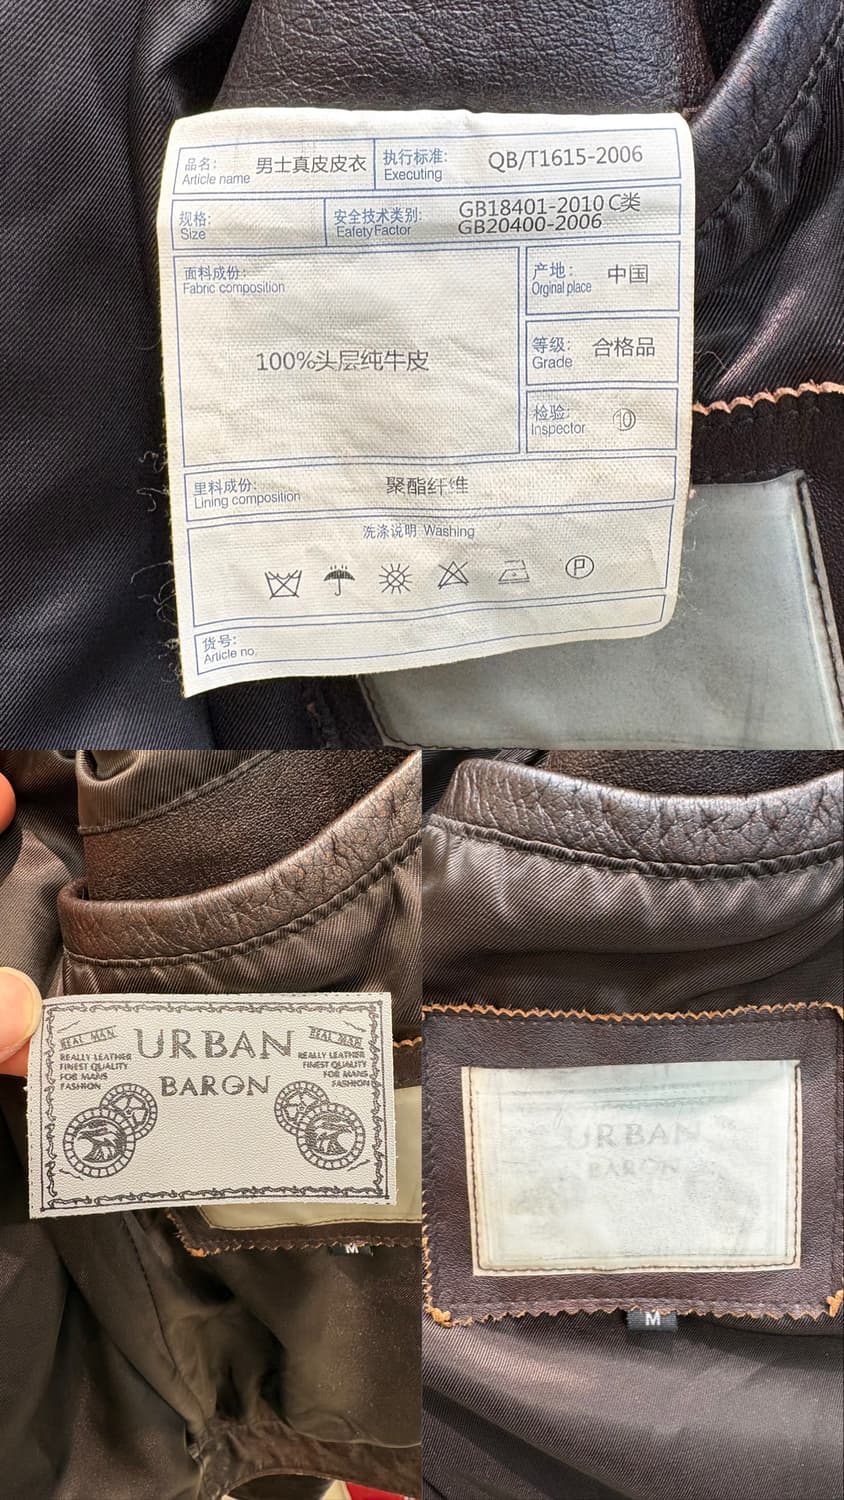 品名:
Article name
男士真皮皮衣
执行标准:
Executing
QB/T1615-2006
规格:
Size
安全技术类别:
Eafety Factor
GB18401-2010 C类
GB20400-2006
面料成份:
Fabric composition
100%头层纯牛皮
产地:
Orginal place
中国
等级:
Grade
合格品
检验:
Inspector
10
里料成份:
Lining composition
聚酯纤维
洗涤说明 Washing
P
货号:
Article no.
REAL MAN
REALLY LEATHER
FINEST QUALITY
FOR MANS
FASHION
URBAN
BARON
REAL MAN
REALLY LEATHER
FINEST QUALITY
FOR MANS
FASHION
M
URBAN
BARON
M